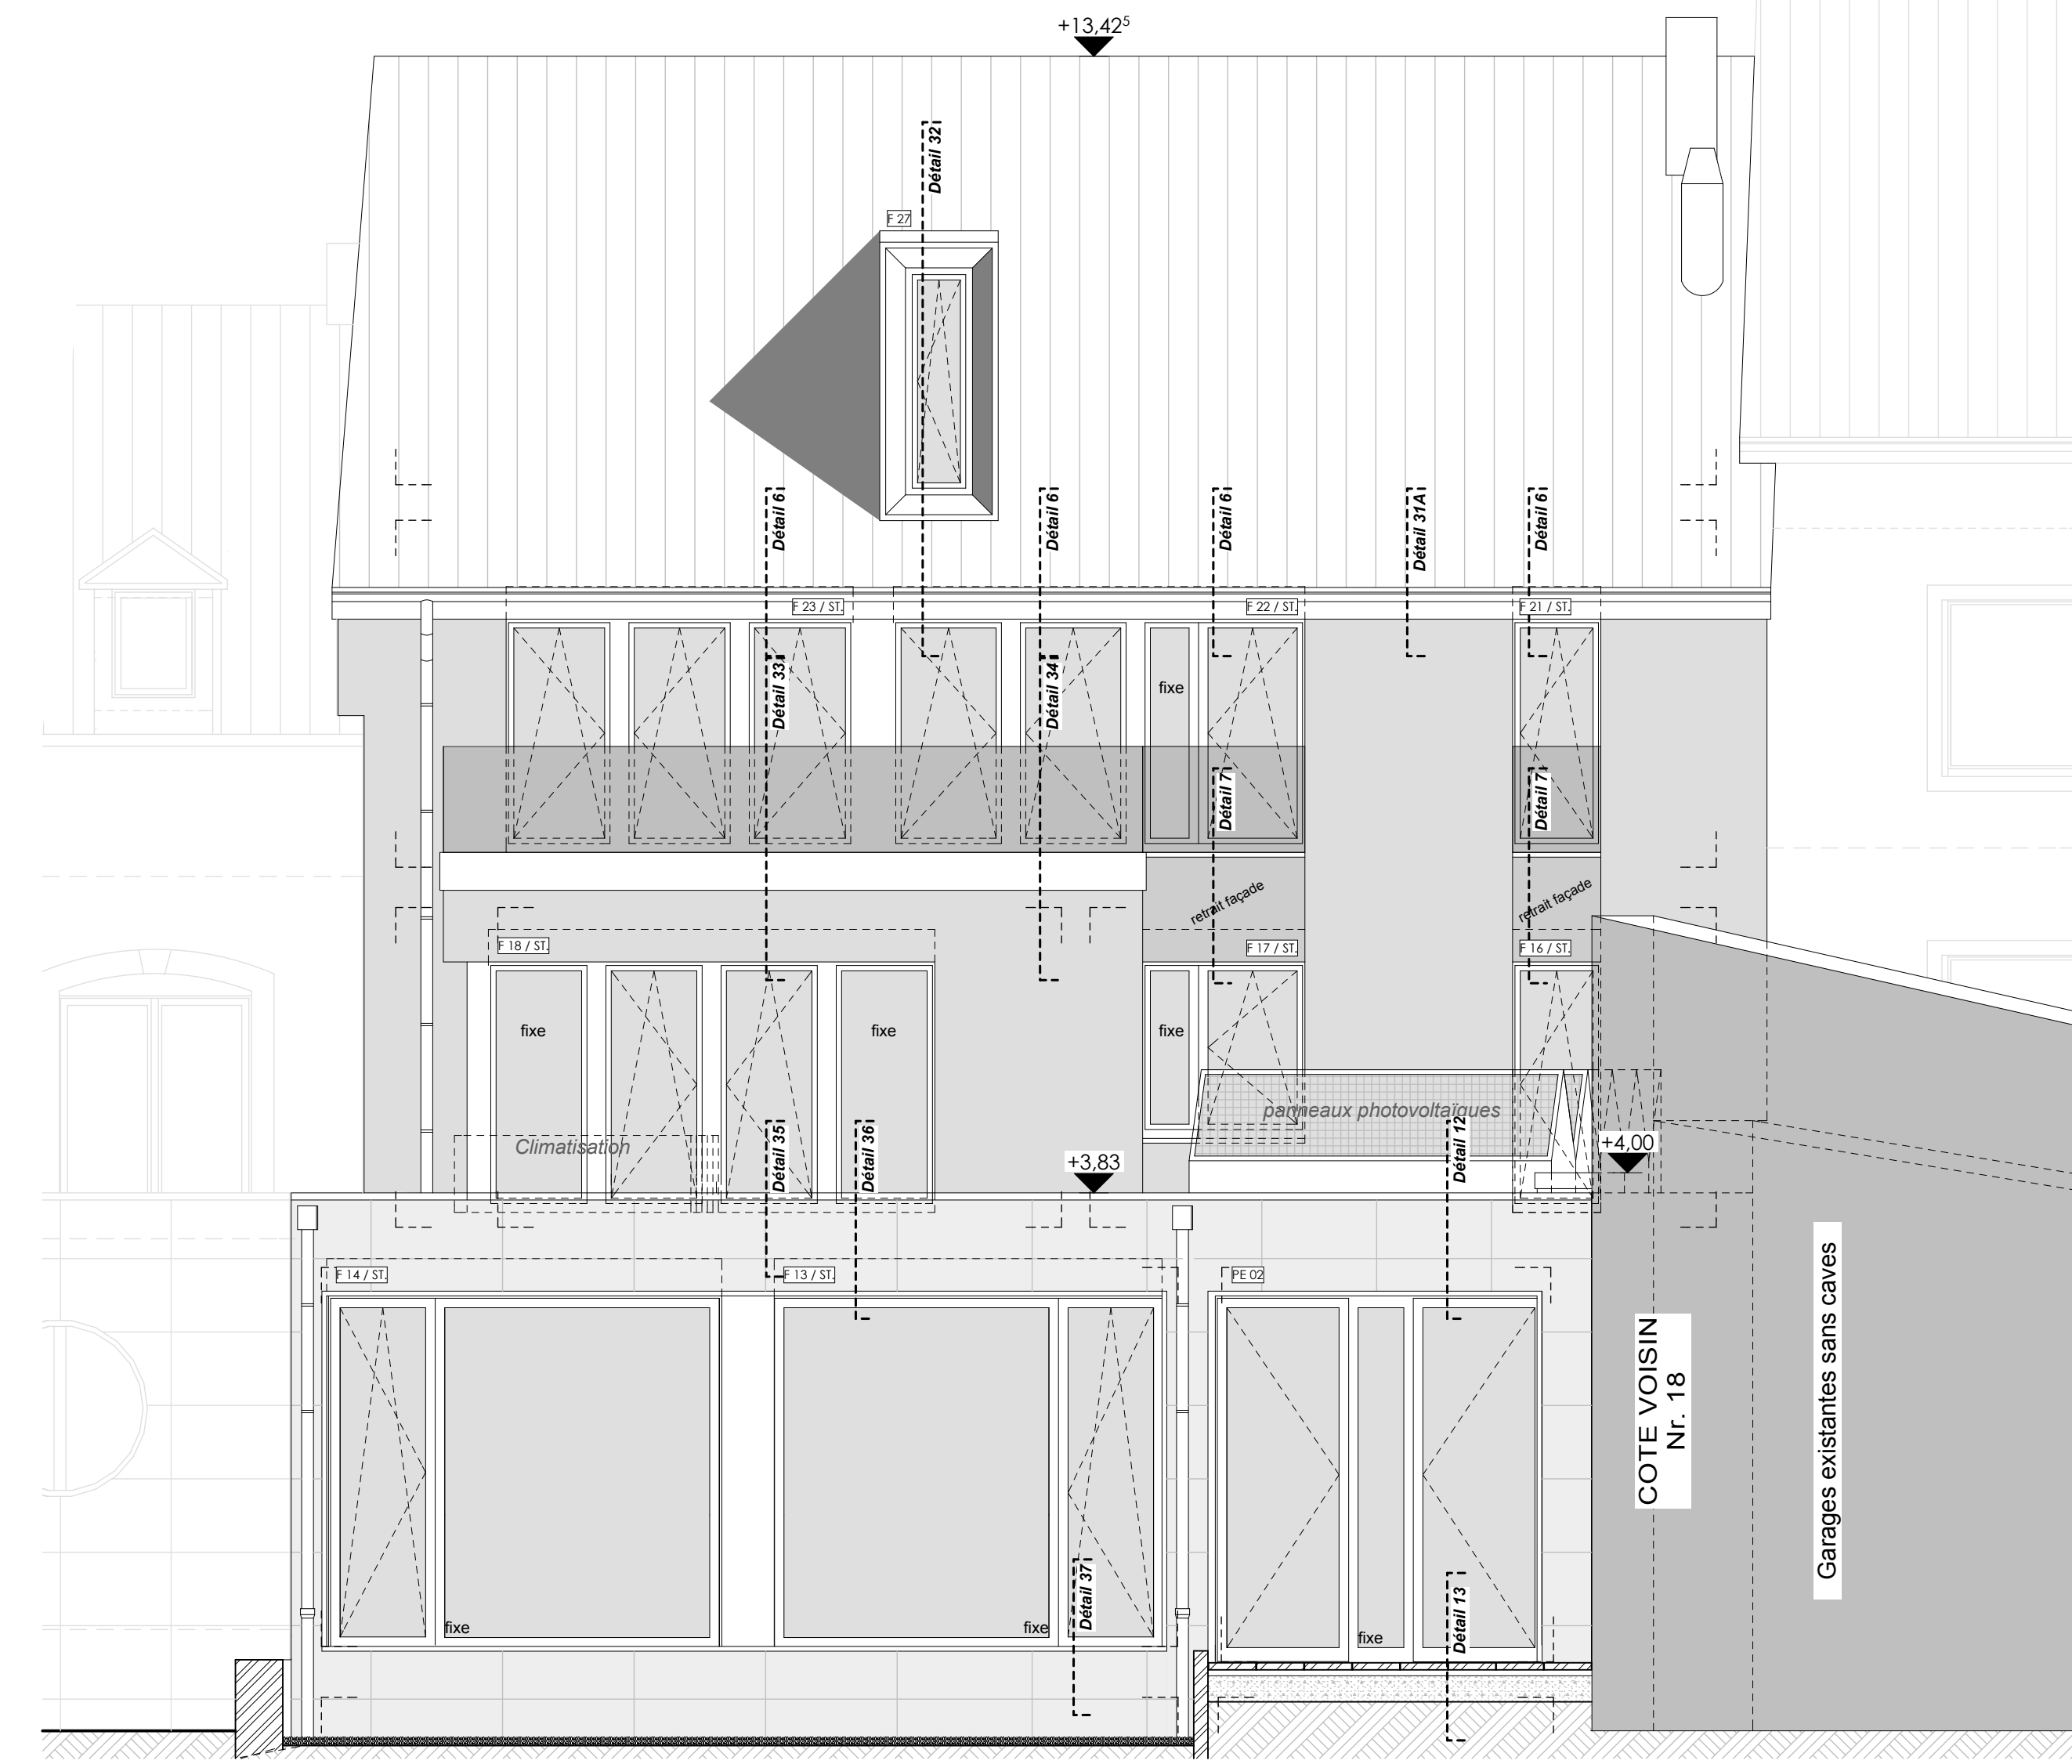 +13,42⁵
Détail 32
F 27
Détail 6
Détail 6
Détail 6
Détail 31A
Détail 6
F 23 / ST.
F 22 / ST.
F 21 / ST.
Détail 33
Détail 34
fixe
Détail 7
Détail 7
retrait façade
retrait façade
F 18 / ST.
F 17 / ST.
F 16 / ST.
fixe
fixe
fixe
panneaux photovoltaïques
Climatisation
Détail 35
Détail 36
Détail 12
+3,83
+4,00
F 14 / ST.
F 13 / ST.
PE 02
COTE VOISIN
Nr. 18
Garages existantes sans caves
Détail 37
Détail 13
fixe
fixe
fixe